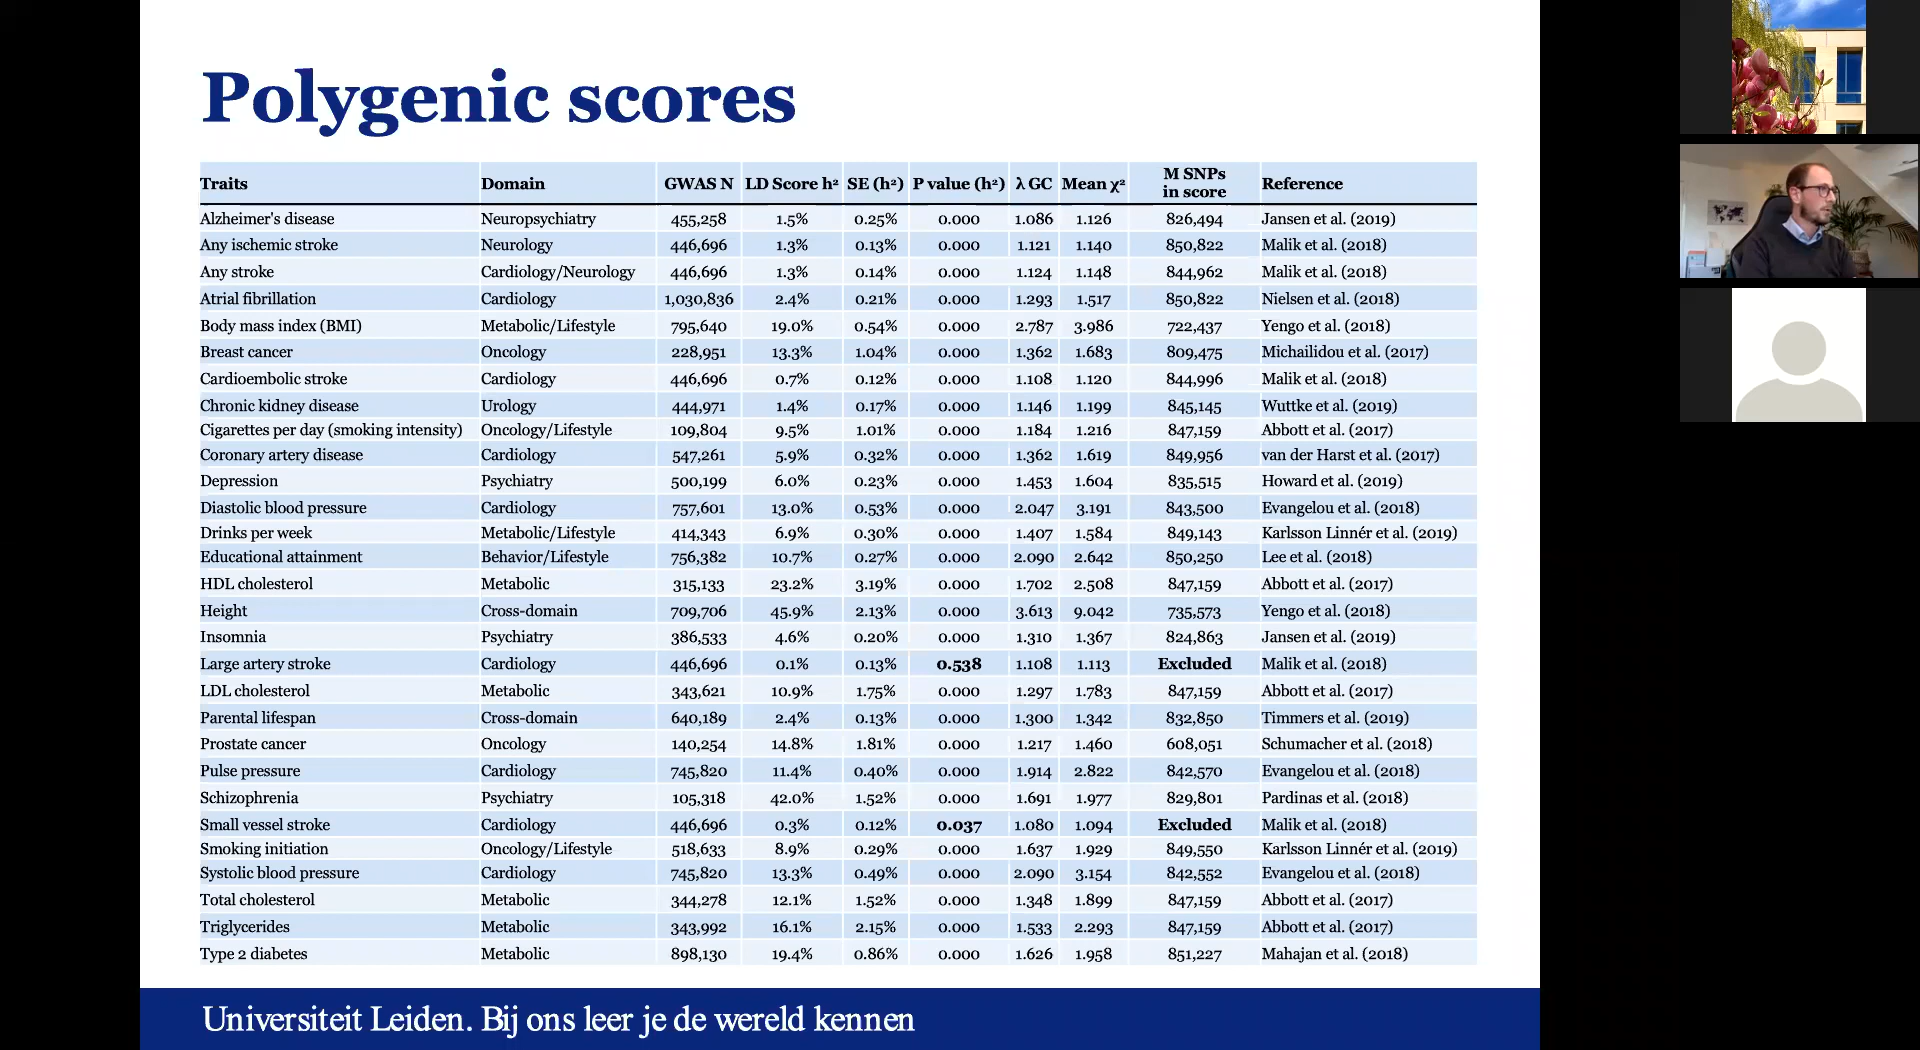 Polygenic scores
Traits Domain GWAS N LD Score h² SE (h²) P value (h²) λ GC Mean χ² M SNPs in score Reference
Alzheimer's disease Neuropsychiatry 455,258 1.5% 0.25% 0.000 1.086 1.126 826,494 Jansen et al. (2019)
Any ischemic stroke Neurology 446,696 1.3% 0.13% 0.000 1.121 1.140 850,822 Malik et al. (2018)
Any stroke Cardiology/Neurology 446,696 1.3% 0.14% 0.000 1.124 1.148 844,962 Malik et al. (2018)
Atrial fibrillation Cardiology 1,030,836 2.4% 0.21% 0.000 1.293 1.517 850,822 Nielsen et al. (2018)
Body mass index (BMI) Metabolic/Lifestyle 795,640 19.0% 0.54% 0.000 2.787 3.986 722,437 Yengo et al. (2018)
Breast cancer Oncology 228,951 13.3% 1.04% 0.000 1.362 1.683 809,475 Michailidou et al. (2017)
Cardioembolic stroke Cardiology 446,696 0.7% 0.12% 0.000 1.108 1.120 844,996 Malik et al. (2018)
Chronic kidney disease Urology 444,971 1.4% 0.17% 0.000 1.146 1.199 845,145 Wuttke et al. (2019)
Cigarettes per day (smoking intensity) Oncology/Lifestyle 109,804 9.5% 1.01% 0.000 1.184 1.216 847,159 Abbott et al. (2017)
Coronary artery disease Cardiology 547,261 5.9% 0.32% 0.000 1.362 1.619 849,956 van der Harst et al. (2017)
Depression Psychiatry 500,199 6.0% 0.23% 0.000 1.453 1.604 835,515 Howard et al. (2019)
Diastolic blood pressure Cardiology 757,601 13.0% 0.53% 0.000 2.047 3.191 843,500 Evangelou et al. (2018)
Drinks per week Metabolic/Lifestyle 414,343 6.9% 0.30% 0.000 1.407 1.584 849,143 Karlsson Linnér et al. (2019)
Educational attainment Behavior/Lifestyle 756,382 10.7% 0.27% 0.000 2.090 2.642 850,250 Lee et al. (2018)
HDL cholesterol Metabolic 315,133 23.2% 3.19% 0.000 1.702 2.508 847,159 Abbott et al. (2017)
Height Cross-domain 709,706 45.9% 2.13% 0.000 3.613 9.042 735,573 Yengo et al. (2018)
Insomnia Psychiatry 386,533 4.6% 0.20% 0.000 1.310 1.367 824,863 Jansen et al. (2019)
Large artery stroke Cardiology 446,696 0.1% 0.13% 0.538 1.108 1.113 Excluded Malik et al. (2018)
LDL cholesterol Metabolic 343,621 10.9% 1.75% 0.000 1.297 1.783 847,159 Abbott et al. (2017)
Parental lifespan Cross-domain 640,189 2.4% 0.13% 0.000 1.300 1.342 832,850 Timmers et al. (2019)
Prostate cancer Oncology 140,254 14.8% 1.81% 0.000 1.217 1.460 608,051 Schumacher et al. (2018)
Pulse pressure Cardiology 745,820 11.4% 0.40% 0.000 1.914 2.822 842,570 Evangelou et al. (2018)
Schizophrenia Psychiatry 105,318 42.0% 1.52% 0.000 1.691 1.977 829,801 Pardinas et al. (2018)
Small vessel stroke Cardiology 446,696 0.3% 0.12% 0.037 1.080 1.094 Excluded Malik et al. (2018)
Smoking initiation Oncology/Lifestyle 518,633 8.9% 0.29% 0.000 1.637 1.929 849,550 Karlsson Linnér et al. (2019)
Systolic blood pressure Cardiology 745,820 13.3% 0.49% 0.000 2.090 3.154 842,552 Evangelou et al. (2018)
Total cholesterol Metabolic 344,278 12.1% 1.52% 0.000 1.348 1.899 847,159 Abbott et al. (2017)
Triglycerides Metabolic 343,992 16.1% 2.15% 0.000 1.533 2.293 847,159 Abbott et al. (2017)
Type 2 diabetes Metabolic 898,130 19.4% 0.86% 0.000 1.626 1.958 851,227 Mahajan et al. (2018)
Universiteit Leiden. Bij ons leer je de wereld kennen